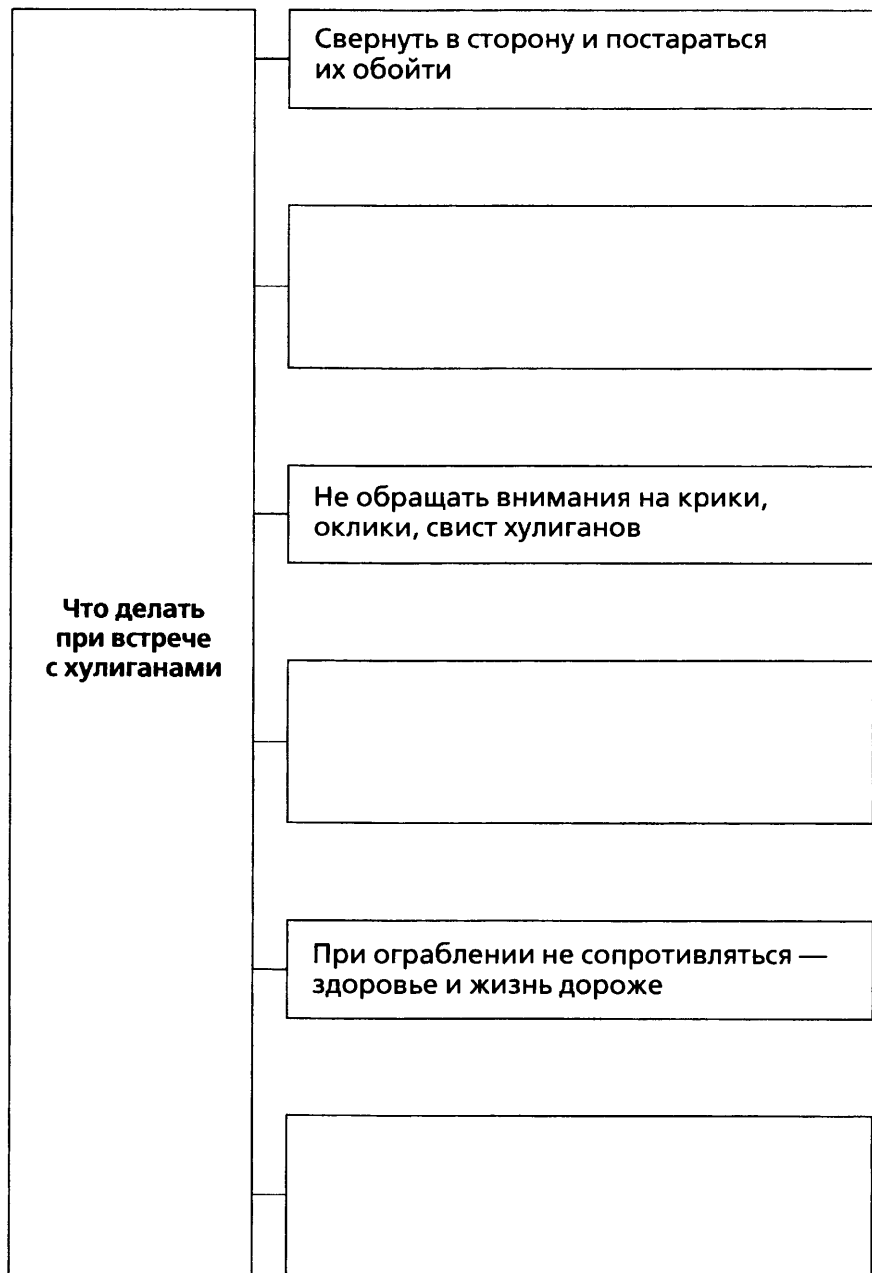 Свернуть в сторону и постараться
их обойти
Не обращать внимания на крики,
оклики, свист хулиганов
Что делать
при встрече
с хулиганами
При ограблении не сопротивляться —
здоровье и жизнь дороже